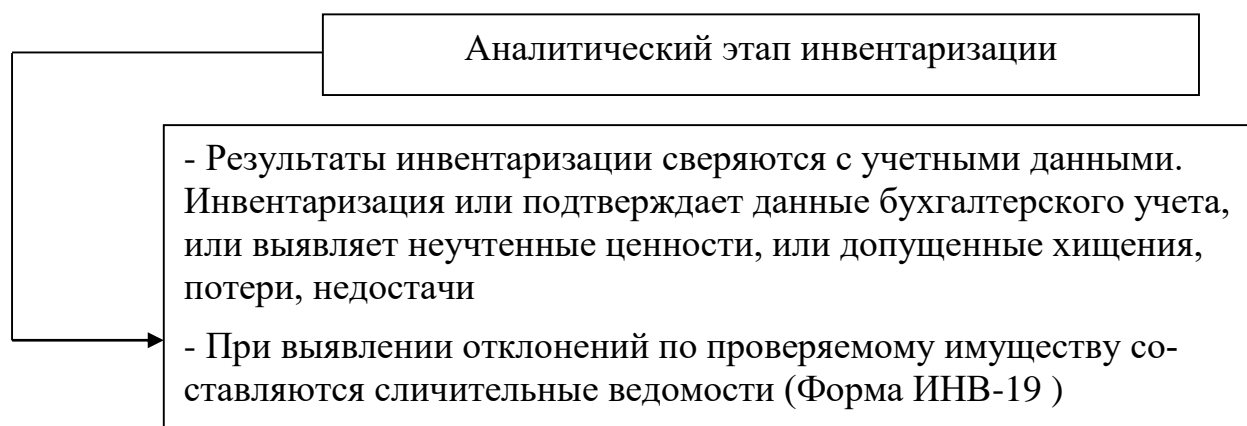 Аналитический этап инвентаризации
- Результаты инвентаризации сверяются с учетными данными.
Инвентаризация или подтверждает данные бухгалтерского учета,
или выявляет неучтенные ценности, или допущенные хищения,
потери, недостачи
- При выявлении отклонений по проверяемому имуществу со-
ставляются сличительные ведомости (Форма ИНВ-19 )